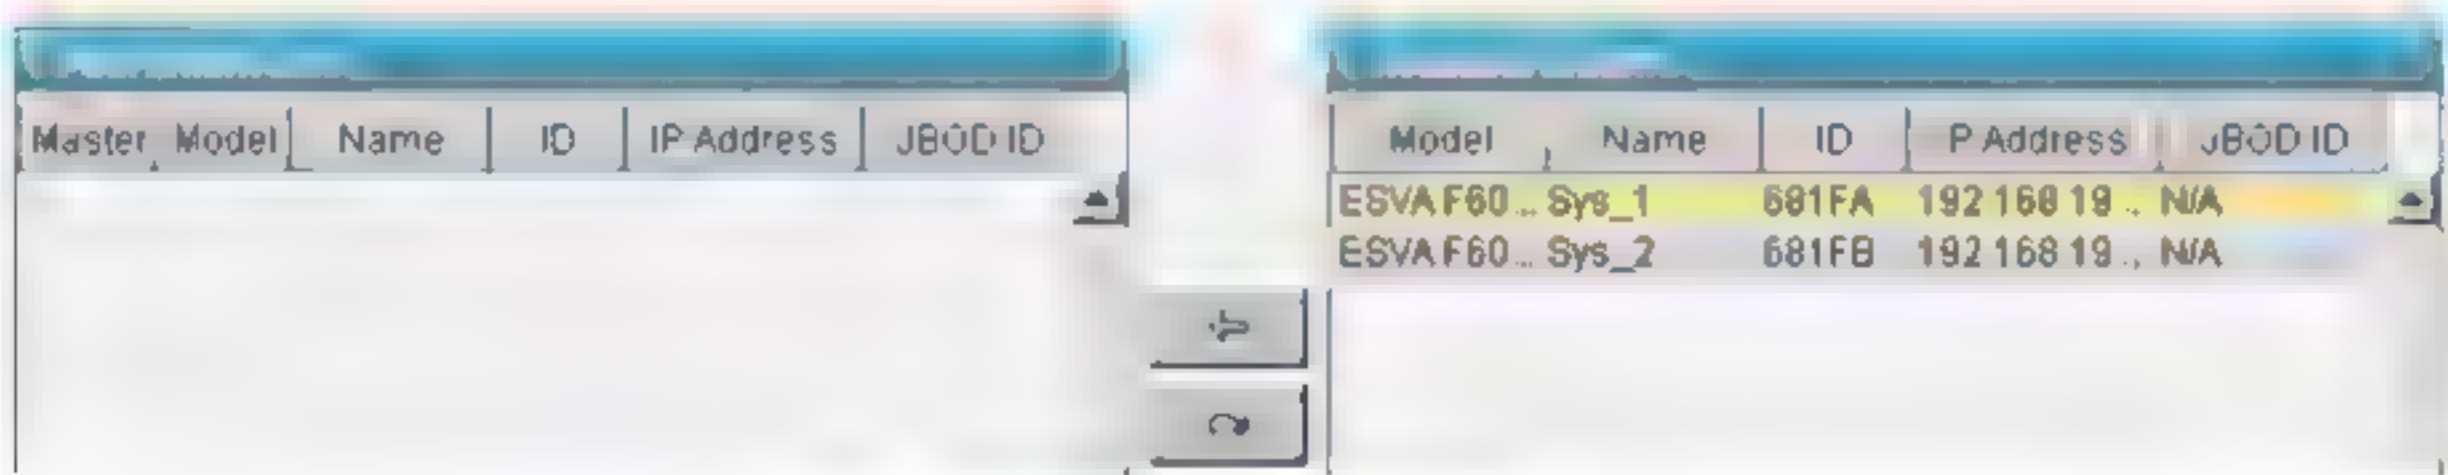 Master Model Name ID IP Address JBOD ID
Model Name ID P Address JBOD ID
ESVA F60... Sys_1 681FA 192 168 19... N/A
ESVA F60... Sys_2 681FB 192 168 19... N/A